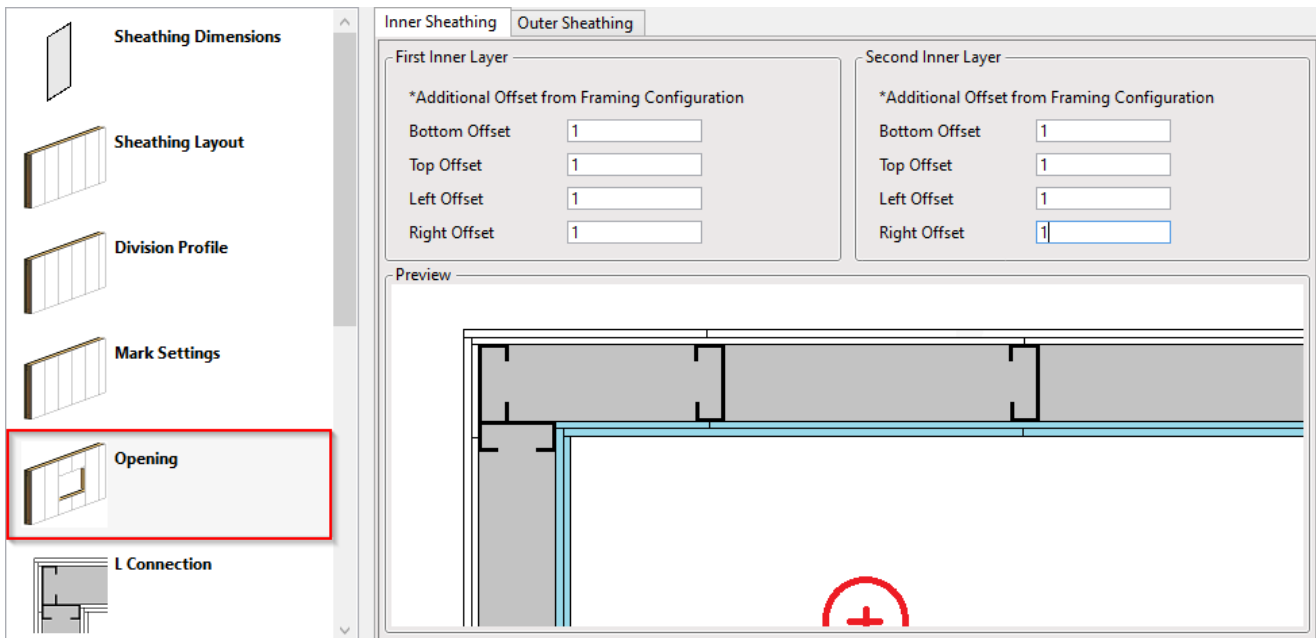 Sheathing Dimensions
Sheathing Layout
Division Profile
Mark Settings
Opening
L Connection
Inner Sheathing
Outer Sheathing
First Inner Layer
*Additional Offset from Framing Configuration
Bottom Offset 1
Top Offset 1
Left Offset 1
Right Offset 1
Second Inner Layer
*Additional Offset from Framing Configuration
Bottom Offset 1
Top Offset 1
Left Offset 1
Right Offset 1
Preview